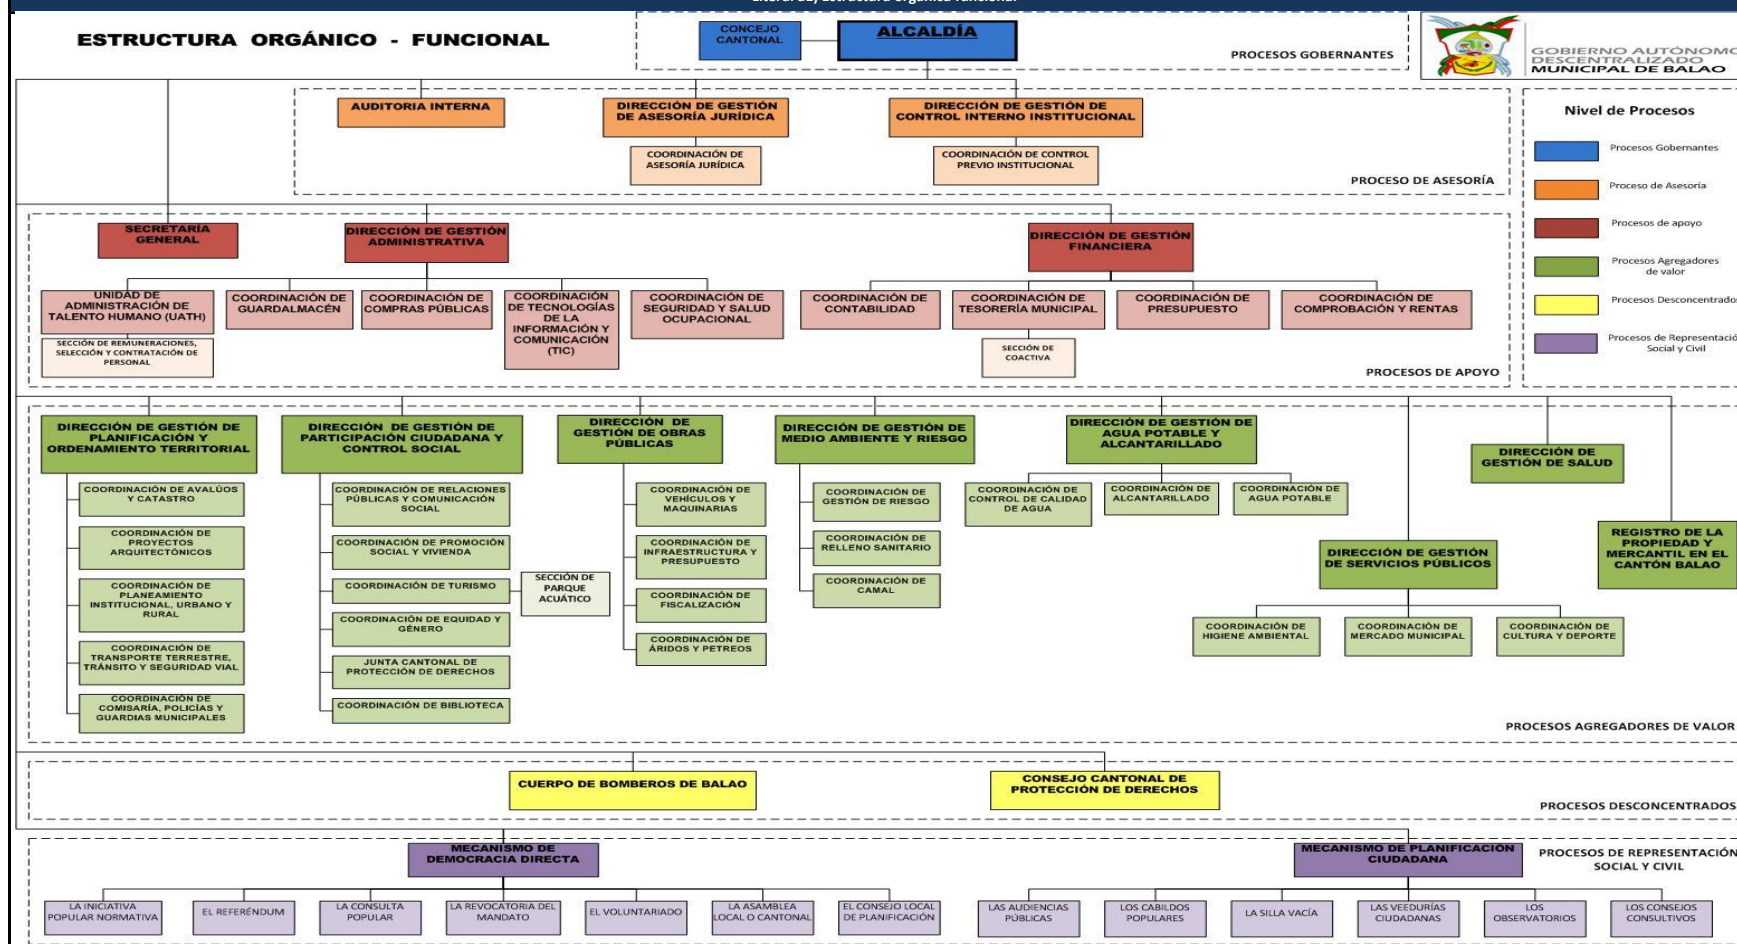 Literal a1) Estructura orgánica funcional
ESTRUCTURA ORGÁNICO - FUNCIONAL
CONCEJO
CANTONAL
ALCALDÍA
PROCESOS GOBERNANTES
GOBIERNO AUTÓNOMO
DESCENTRALIZADO
MUNICIPAL DE BALAO
AUDITORIA INTERNA
DIRECCIÓN DE GESTIÓN
DE ASESORÍA JURÍDICA
DIRECCIÓN DE GESTIÓN DE
CONTROL INTERNO INSTITUCIONAL
COORDINACIÓN DE
ASESORÍA JURÍDICA
COORDINACIÓN DE CONTROL
PREVIO INSTITUCIONAL
PROCESO DE ASESORÍA
Nivel de Procesos
Procesos Gobernantes
Proceso de Asesoría
Procesos de apoyo
Procesos Agregadores
de valor
Procesos Desconcentrados
Procesos de Representació
Social y Civil
SECRETARÍA
GENERAL
DIRECCIÓN DE GESTIÓN
ADMINISTRATIVA
DIRECCIÓN DE GESTIÓN
FINANCIERA
UNIDAD DE
ADMINISTRACIÓN DE
TALENTO HUMANO (UATH)
SECCIÓN DE REMUNERACIONES,
SELECCIÓN Y CONTRATACIÓN DE
PERSONAL
COORDINACIÓN DE
GUARDALMACÉN
COORDINACIÓN DE
COMPRAS PÚBLICAS
COORDINACIÓN
DE TECNOLOGÍAS
DE LA
INFORMACIÓN Y
COMUNICACIÓN
(TIC)
COORDINACIÓN DE
SEGURIDAD Y SALUD
OCUPACIONAL
COORDINACIÓN DE
CONTABILIDAD
COORDINACIÓN DE
TESORERÍA MUNICIPAL
SECCIÓN DE
COACTIVA
COORDINACIÓN DE
PRESUPUESTO
COORDINACIÓN DE
COMPROBACIÓN Y RENTAS
PROCESOS DE APOYO
DIRECCIÓN DE GESTIÓN DE
PLANIFICACIÓN Y
ORDENAMIENTO TERRITORIAL
COORDINACIÓN DE AVALÚOS
Y CATASTRO
COORDINACIÓN DE
PROYECTOS
ARQUITECTÓNICOS
COORDINACIÓN DE
PLANEAMIENTO
INSTITUCIONAL, URBANO Y
RURAL
COORDINACIÓN DE
TRANSPORTE TERRESTRE,
TRÁNSITO Y SEGURIDAD VIAL
COORDINACIÓN DE
COMISARÍA, POLICÍAS Y
GUARDIAS MUNICIPALES
DIRECCIÓN DE GESTIÓN DE
PARTICIPACIÓN CIUDADANA Y
CONTROL SOCIAL
COORDINACIÓN DE RELACIONES
PÚBLICAS Y COMUNICACIÓN
SOCIAL
COORDINACIÓN DE PROMOCIÓN
SOCIAL Y VIVIENDA
COORDINACIÓN DE TURISMO
SECCIÓN DE
PARQUE
ACUÁTICO
COORDINACIÓN DE EQUIDAD Y
GÉNERO
JUNTA CANTONAL DE
PROTECCIÓN DE DERECHOS
COORDINACIÓN DE BIBLIOTECA
DIRECCIÓN DE
GESTIÓN DE OBRAS
PÚBLICAS
COORDINACIÓN DE
VEHÍCULOS Y
MAQUINARIAS
COORDINACIÓN DE
INFRAESTRUCTURA Y
PRESUPUESTO
COORDINACIÓN DE
FISCALIZACIÓN
COORDINACIÓN DE
ÁRIDOS Y PETREOS
DIRECCIÓN DE GESTIÓN DE
MEDIO AMBIENTE Y RIESGO
COORDINACIÓN DE
GESTIÓN DE RIESGO
COORDINACIÓN DE
RELLENO SANITARIO
COORDINACIÓN DE
CAMAL
DIRECCIÓN DE GESTIÓN DE
AGUA POTABLE Y
ALCANTARILLADO
COORDINACIÓN DE
CONTROL DE CALIDAD
DE AGUA
COORDINACIÓN DE
ALCANTARILLADO
COORDINACIÓN DE
AGUA POTABLE
DIRECCIÓN DE GESTIÓN
DE SERVICIOS PÚBLICOS
COORDINACIÓN DE
HIGIENE AMBIENTAL
COORDINACIÓN DE
MERCADO MUNICIPAL
COORDINACIÓN DE
CULTURA Y DEPORTE
DIRECCIÓN DE
GESTIÓN DE SALUD
REGISTRO DE LA
PROPIEDAD Y
MERCANTIL EN EL
CANTÓN BALAO
PROCESOS AGREGADORES DE VALOR
CUERPO DE BOMBEROS DE BALAO
CONSEJO CANTONAL DE
PROTECCIÓN DE DERECHOS
PROCESOS DESCONCENTRADOS
MECANISMO DE
DEMOCRACIA DIRECTA
MECANISMO DE PLANIFICACIÓN
CIUDADANA
PROCESOS DE REPRESENTACIÓN
SOCIAL Y CIVIL
LA INICIATIVA
POPULAR NORMATIVA
EL REFERÉNDUM
LA CONSULTA
POPULAR
LA REVOCATORIA DEL
MANDATO
EL VOLUNTARIADO
LA ASAMBLEA
LOCAL O CANTONAL
EL CONSEJO LOCAL
DE PLANIFICACIÓN
LAS AUDIENCIAS
PÚBLICAS
LOS CABILDOS
POPULARES
LA SILLA VACÍA
LAS VEEDURÍAS
CIUDADANAS
LOS
OBSERVATORIOS
LOS CONSEJOS
CONSULTIVOS